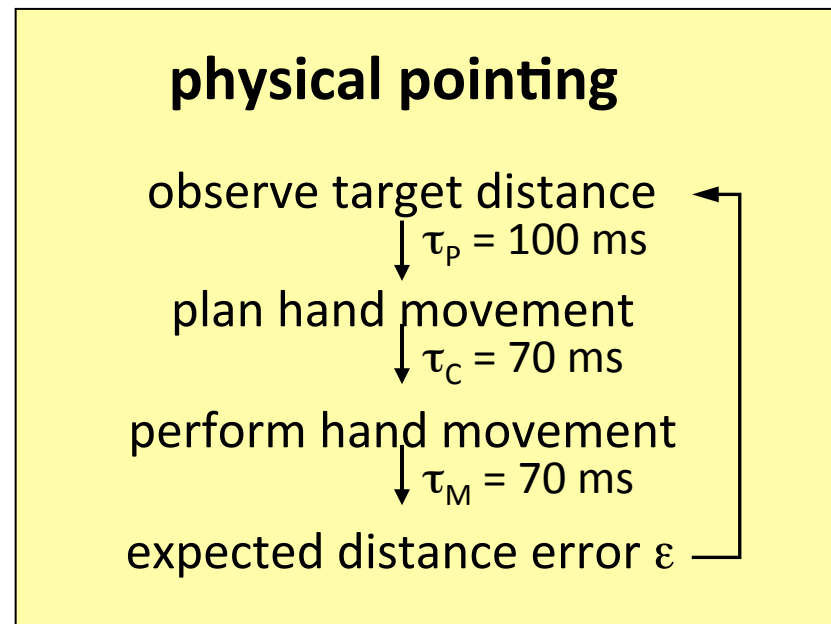 physical pointing
observe target distance
τP = 100 ms
plan hand movement
τC = 70 ms
perform hand movement
τM = 70 ms
expected distance error ε